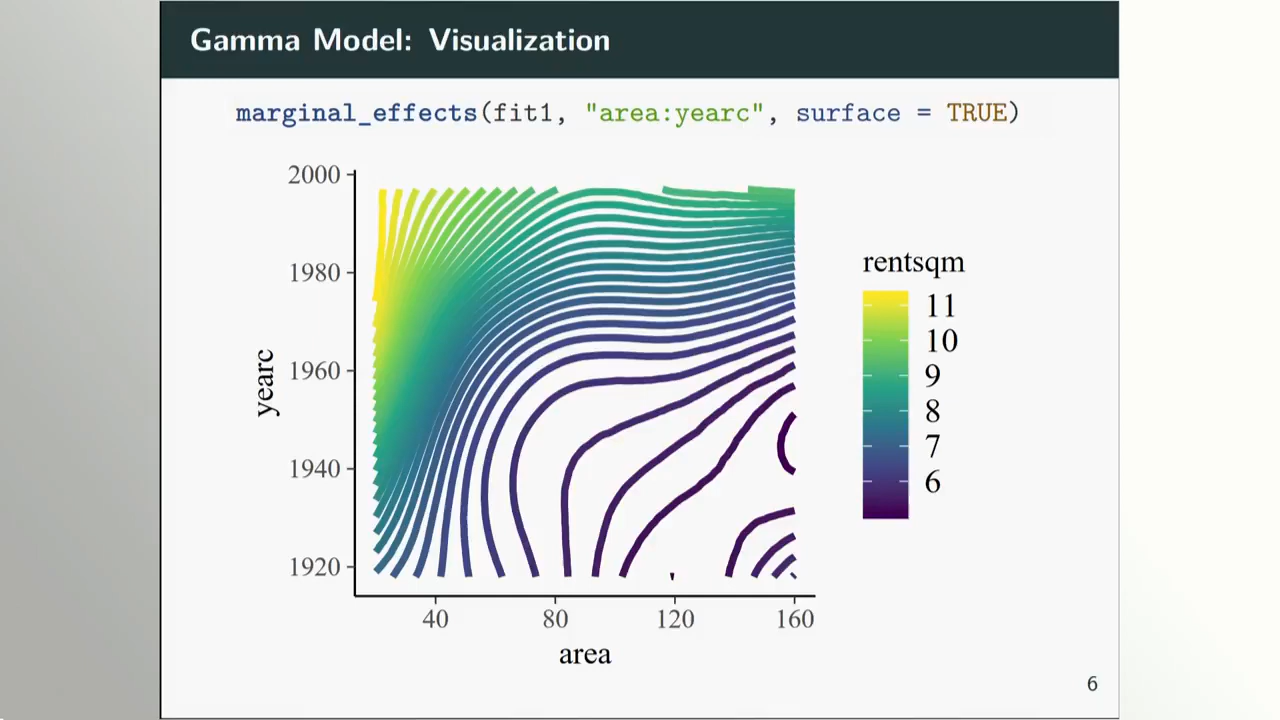 Gamma Model: Visualization
marginal_effects(fit1, "area:yearc", surface = TRUE)
2000
1980
1960
1940
1920
yearc
40 80 120 160
area
rentsqm
11
10
9
8
7
6
6